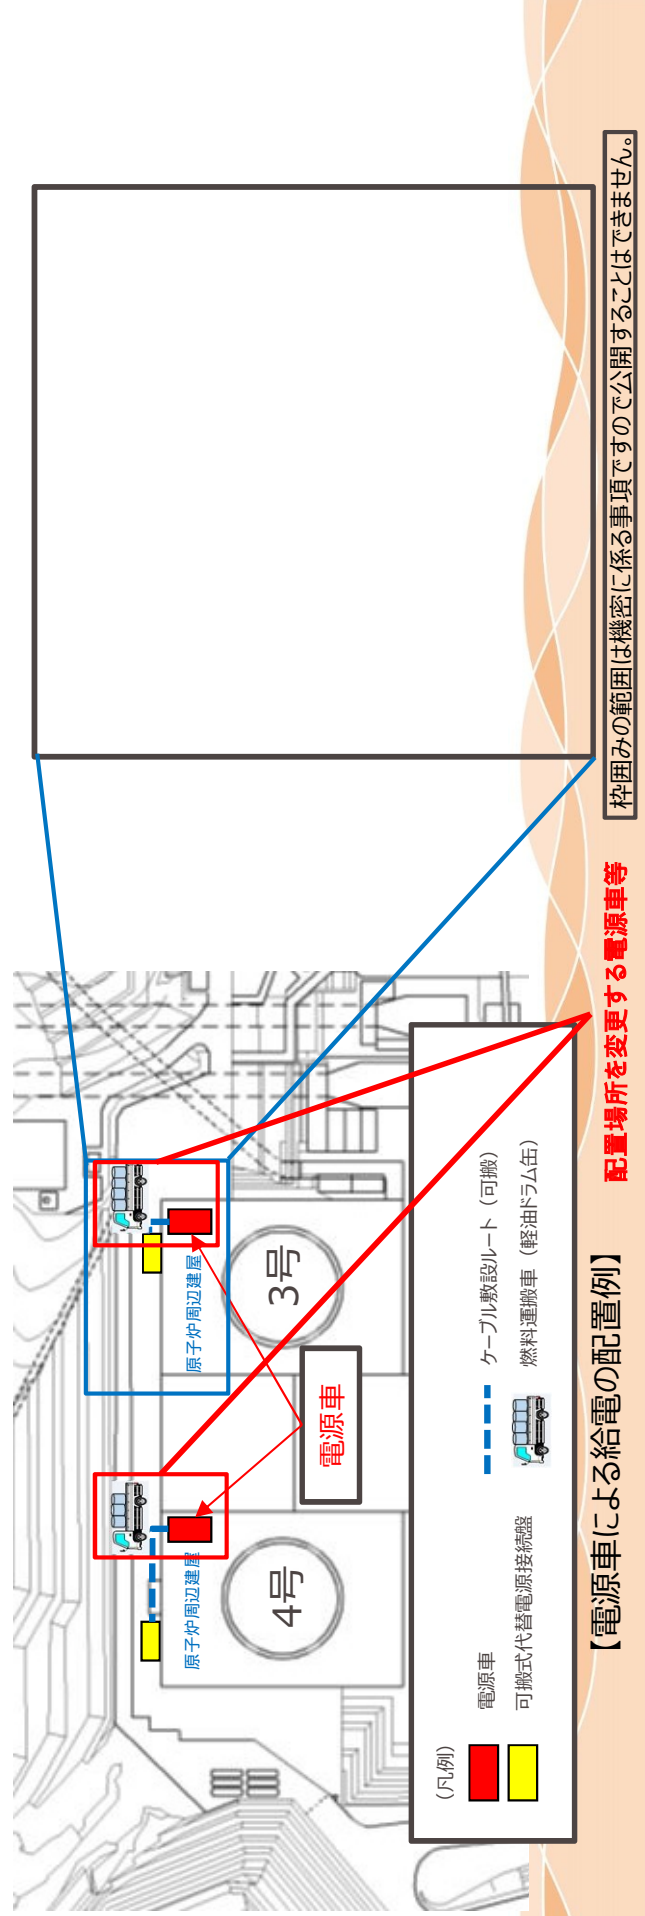 原子炉周辺建屋
原子炉周辺建屋
4号
3号
電源車
(凡例)
電源車
ケーブル敷設ルート（可搬）
可搬式代替電源接続盤
燃料運搬車（軽油ドラム缶）
【電源車による給電の配置例】
配置場所を変更する電源車等
枠囲みの範囲は機密に係る事項ですので公開することはできません。